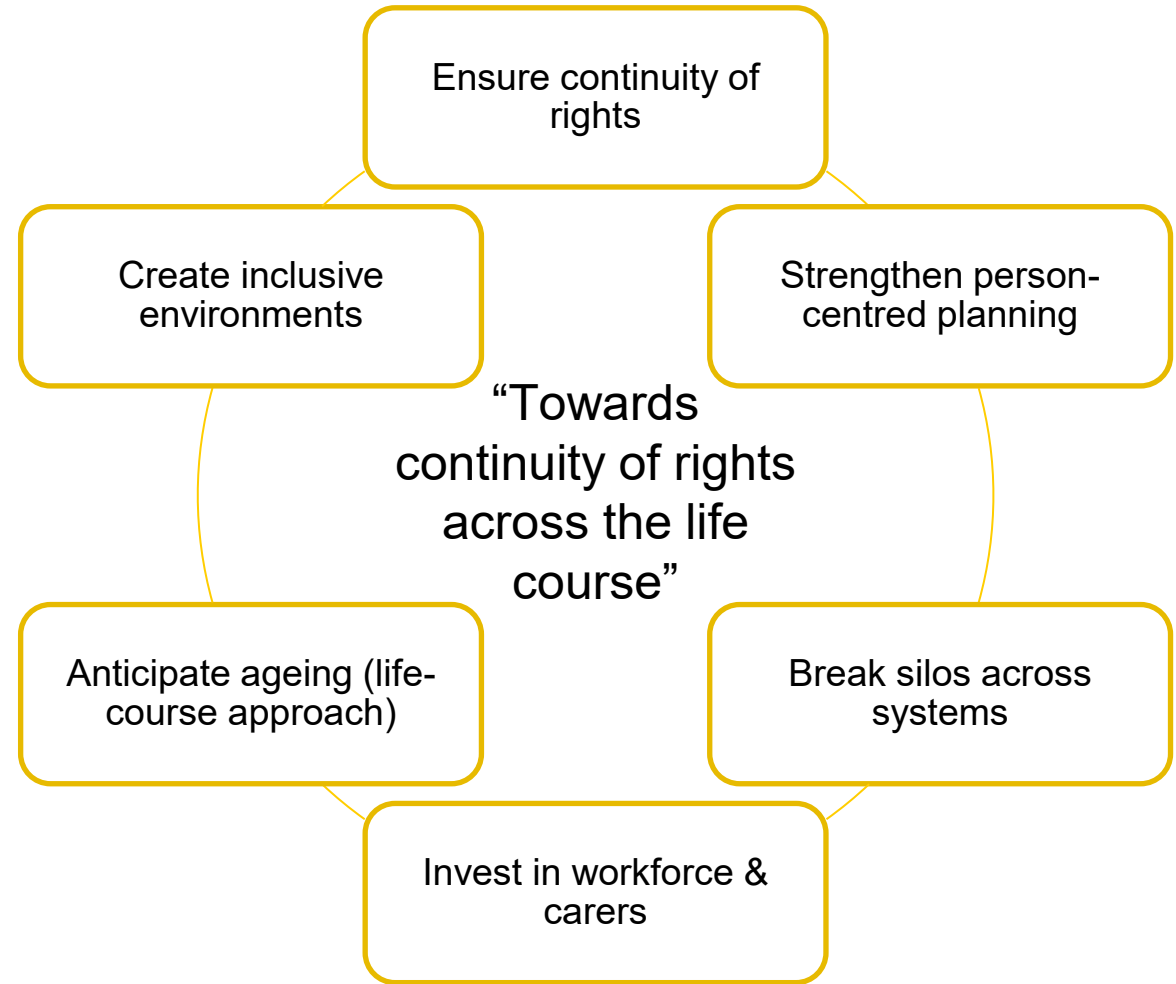 Ensure continuity of
rights
Strengthen person-
centred planning
Break silos across
systems
Invest in workforce &
carers
Anticipate ageing (life-
course approach)
Create inclusive
environments
“Towards
continuity of rights
across the life
course”